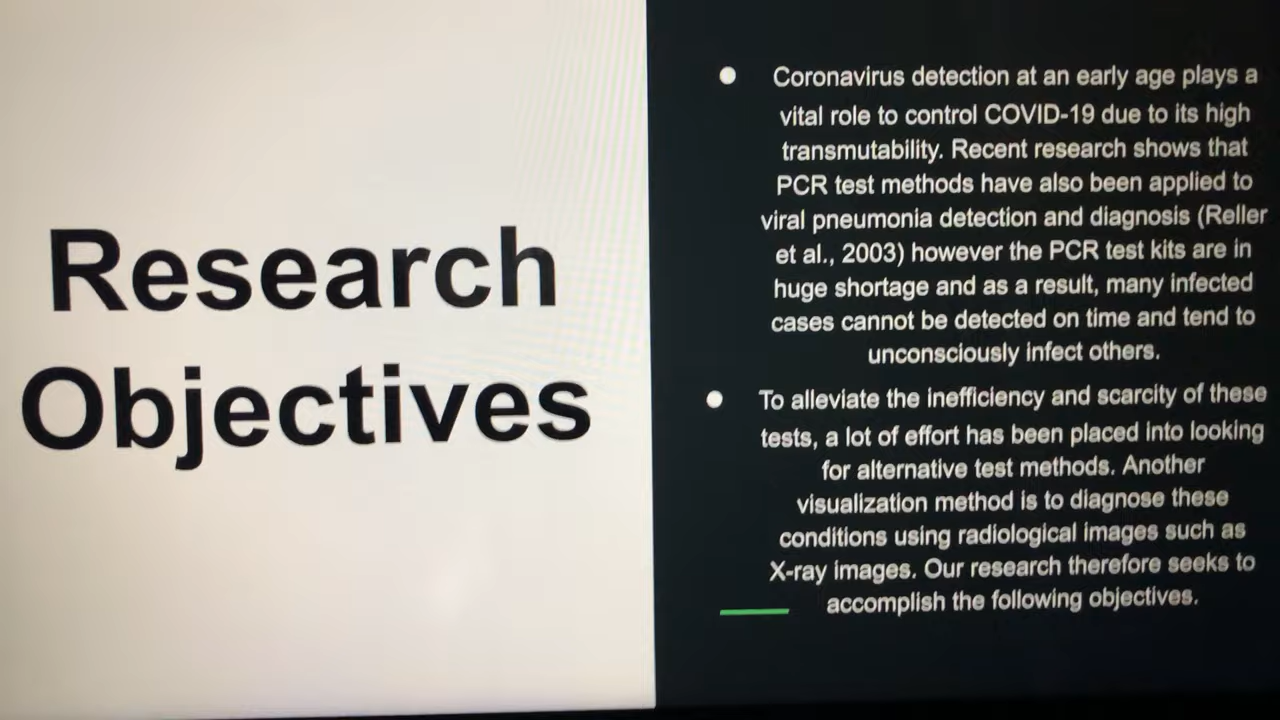 Research
Objectives
Coronavirus detection at an early age plays a
vital role to control COVID-19 due to its high
transmutability. Recent research shows that
PCR test methods have also been applied to
viral pneumonia detection and diagnosis (Reller
et al., 2003) however the PCR test kits are in
huge shortage and as a result, many infected
cases cannot be detected on time and tend to
unconsciously infect others.
To alleviate the inefficiency and scarcity of these
tests, a lot of effort has been placed into looking
for alternative test methods. Another
visualization method is to diagnose these
conditions using radiological images such as
X-ray images. Our research therefore seeks to
accomplish the following objectives.